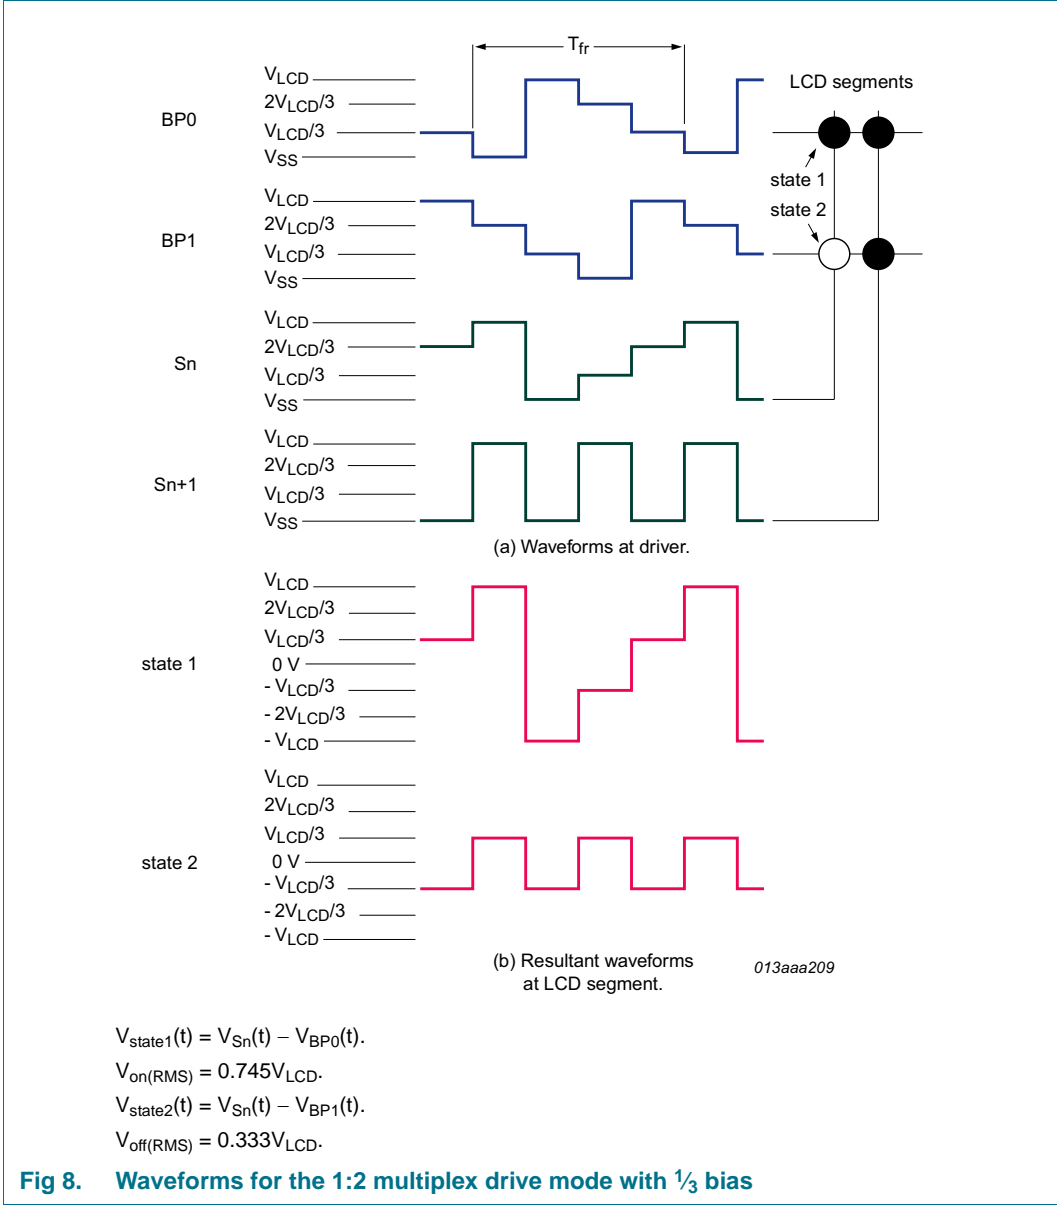 Tfr
BP0
VLCD
2VLCD/3
VLCD/3
VSS
LCD segments
state 1
state 2
BP1
VLCD
2VLCD/3
VLCD/3
VSS
Sn
VLCD
2VLCD/3
VLCD/3
VSS
Sn+1
VLCD
2VLCD/3
VLCD/3
VSS
(a) Waveforms at driver.
state 1
VLCD
2VLCD/3
VLCD/3
0 V
- VLCD/3
- 2VLCD/3
- VLCD
state 2
VLCD
2VLCD/3
VLCD/3
0 V
- VLCD/3
- 2VLCD/3
- VLCD
(b) Resultant waveforms
at LCD segment.
013aaa209
Vstate1(t) = VSn(t) − VBP0(t).
Von(RMS) = 0.745VLCD.
Vstate2(t) = VSn(t) − VBP1(t).
Voff(RMS) = 0.333VLCD.
Fig 8. Waveforms for the 1:2 multiplex drive mode with 1⁄3 bias